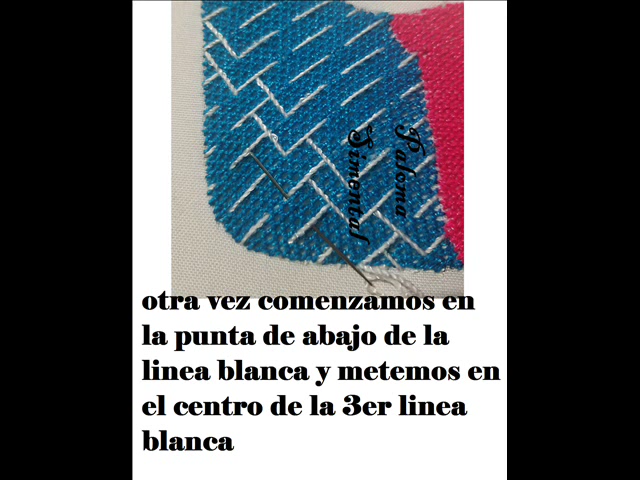 Paloma
Simental
otra vez comenzamos en
la punta de abajo de la
linea blanca y metemos en
el centro de la 3er linea
blanca